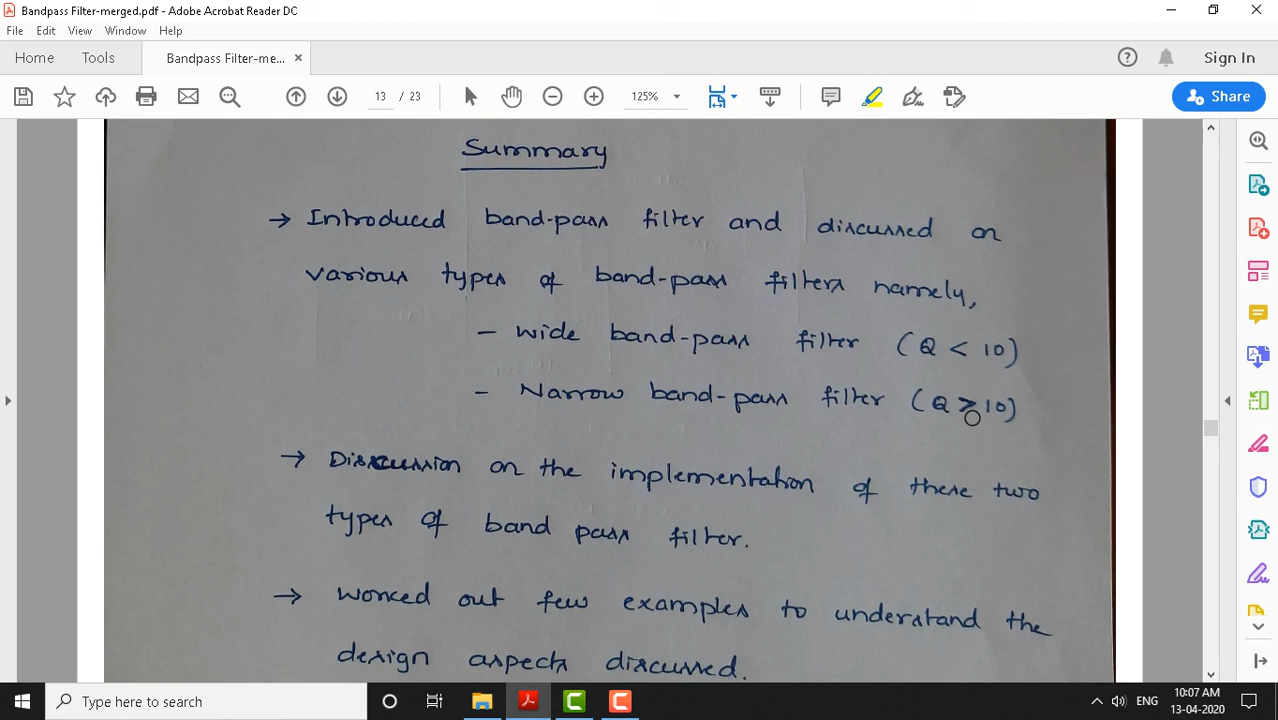 Bandpass Filter-merged.pdf - Adobe Acrobat Reader DC
File Edit View Window Help
Home Tools Bandpass Filter-me... × Sign In
13 / 23 125% Share
Summary
→ Introduced band-pass filter and discussed on
various types of band-pass filters namely,
- wide band-pass filter (Q < 10)
- Narrow band-pass filter (Q ≥ 10)
→ Discussion on the implementation of these two
types of band pass filter.
→ Worked out few examples to understand the
design aspects discussed.
Type here to search
ENG
10:07 AM
13-04-2020